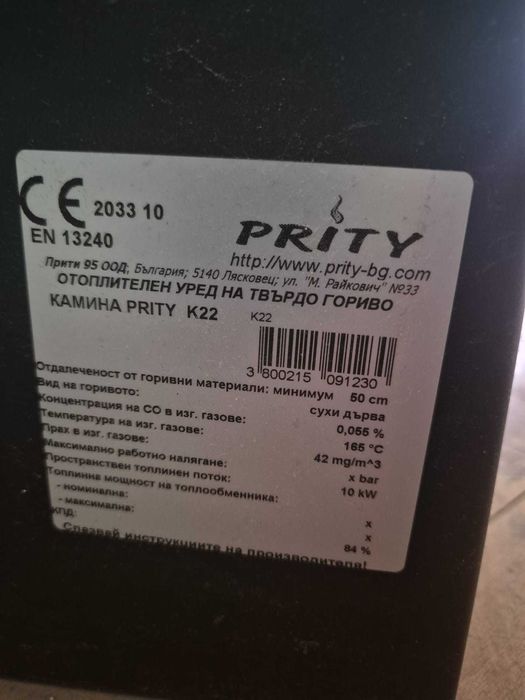 CE 2033 10
EN 13240
PRITY
http://www.prity-bg.com
Прити 95 ООД, България; 5140 Лясковец; ул. "М. Райкович" №33
ОТОПЛИТЕЛЕН УРЕД НА ТВЪРДО ГОРИВО
КАМИНА PRITY K22 K22
3 800215 091230
Отдалеченост от горивни материали: минимум 50 cm
Вид на горивото: сухи дърва
Концентрация на CO в изг. газове: 0,055 %
Температура на изг. газове: 165 °C
Прах в изг. газове: 42 mg/m^3
Максимално работно налягане: x bar
Пространствен топлинен поток: 10 kW
Топлинна мощност на топлообменника:
- номинална: x
- максимална: x
КПД: 84 %
Спазвай инструкциите на производителя!